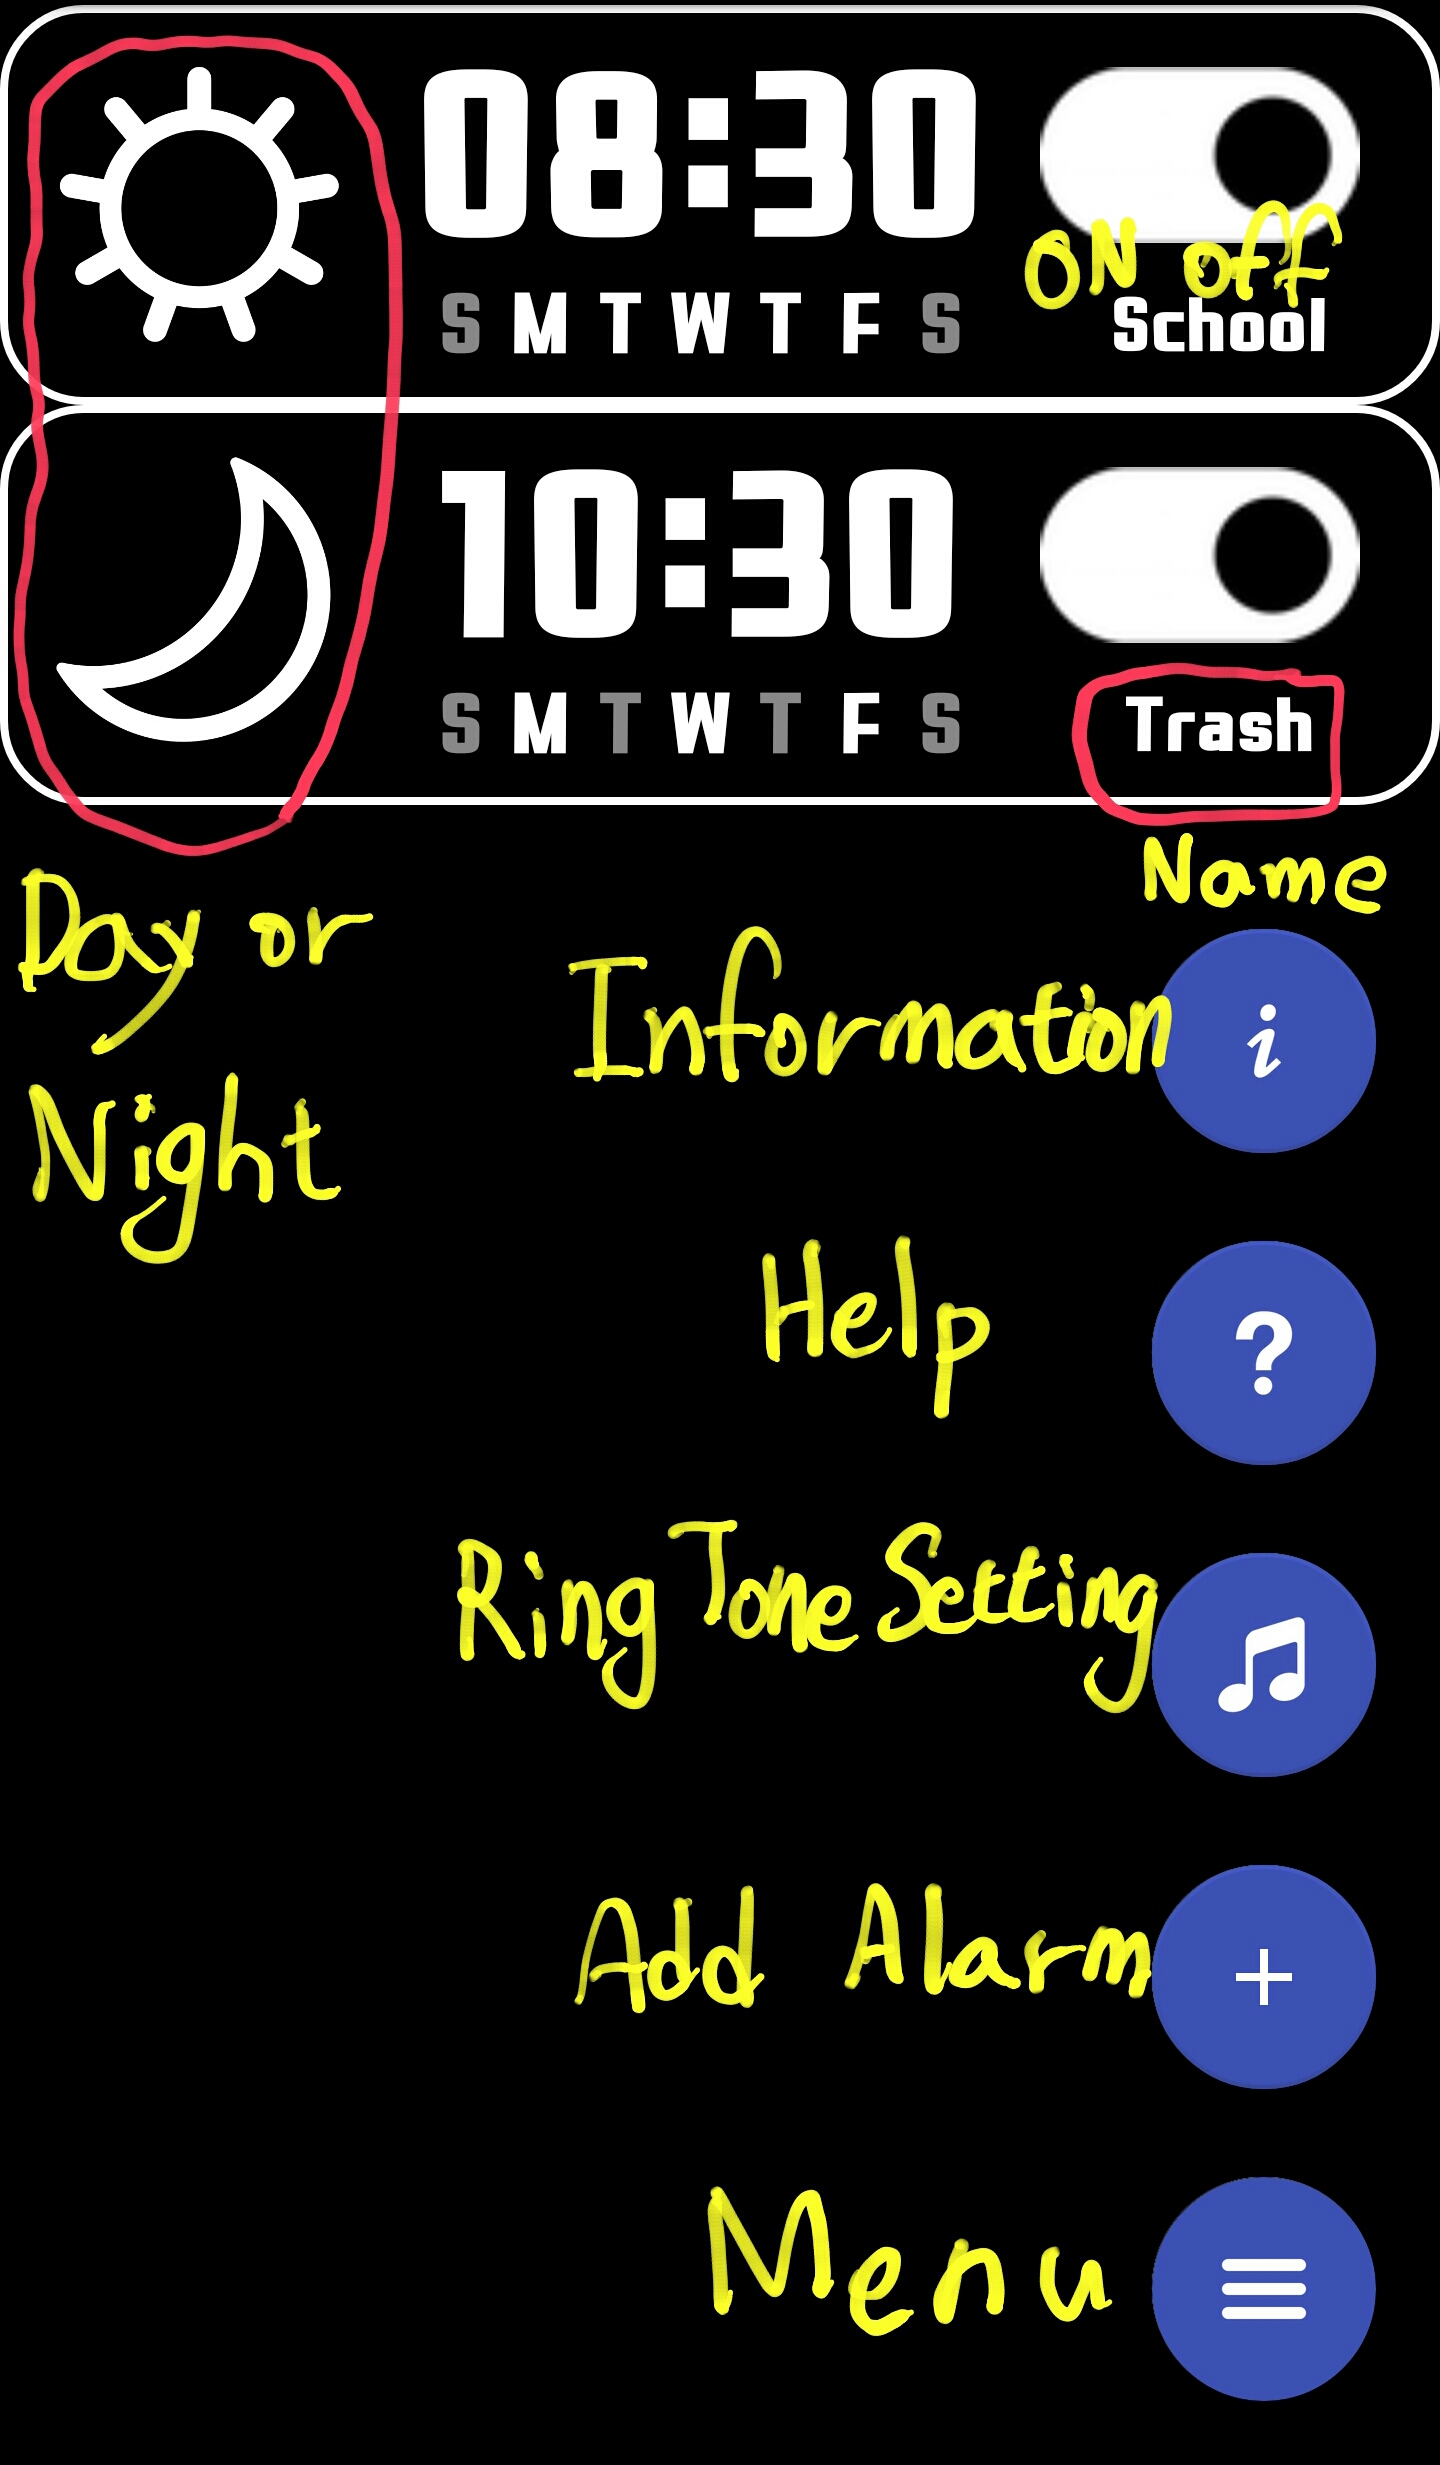 08:30
ON off
S M T W T F S
School
10:30
S M T W T F S
Trash
Name
Day or
Night
Information
i
Help
?
Ring Tone Setting
Add Alarm
+
Menu